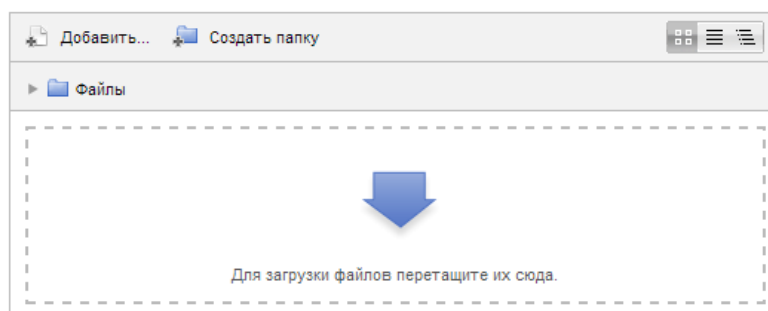 Добавить... Создать папку
Файлы
Для загрузки файлов перетащите их сюда.